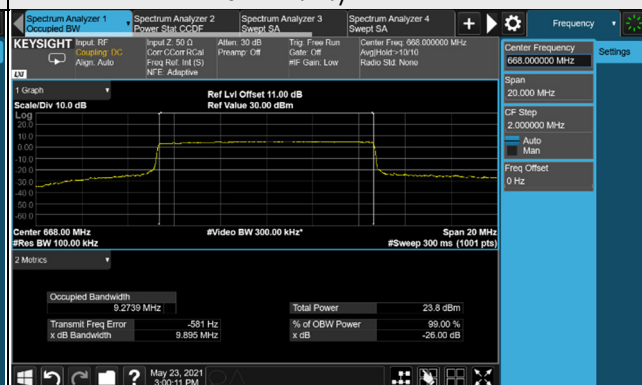 Spectrum Analyzer 1
Occupied BW
Spectrum Analyzer 2
Power Stat CCDF
Spectrum Analyzer 3
Swept SA
Spectrum Analyzer 4
Swept SA
+
Frequency
KEYSIGHT
Input: RF
Coupling: DC
Align: Auto
Input Z: 50 Ω
Corr CCorr RCal
Freq Ref: Int (S)
NFE: Adaptive
Atten: 30 dB
Preamp: Off
Trig: Free Run
Gate: Off
#IF Gain: Low
Center Freq: 668.000000 MHz
Avg|Hold:>10/10
Radio Std: None
LXI
Center Frequency
668.000000 MHz
Settings
Span
20.000 MHz
CF Step
2.000000 MHz
Auto
Man
Freq Offset
0 Hz
1 Graph
Scale/Div 10.0 dB
Ref Lvl Offset 11.00 dB
Ref Value 30.00 dBm
Log
20.0
10.0
0.00
-10.0
-20.0
-30.0
-40.0
-50.0
-60.0
Center 668.00 MHz
#Res BW 100.00 kHz
#Video BW 300.00 kHz*
Span 20 MHz
#Sweep 300 ms (1001 pts)
2 Metrics
Occupied Bandwidth
9.2739 MHz
Total Power 23.8 dBm
Transmit Freq Error -581 Hz
% of OBW Power 99.00 %
x dB Bandwidth 9.895 MHz
x dB -26.00 dB
?
May 23, 2021
3:00:11 PM